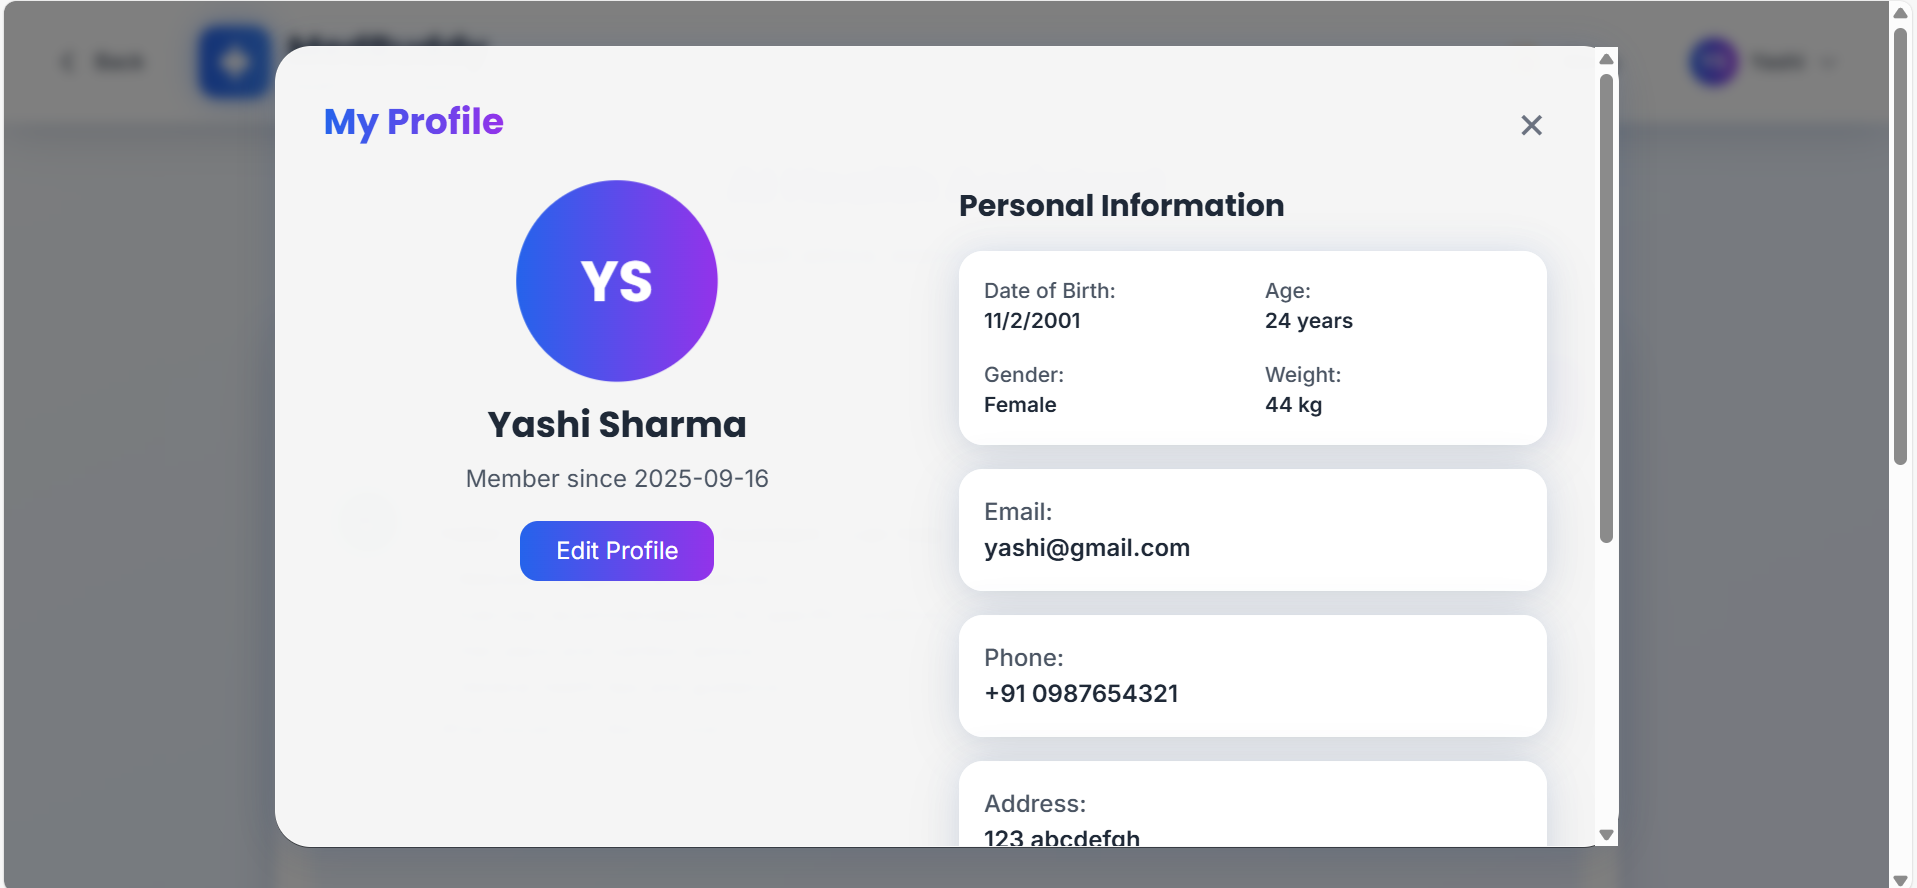 Back
My Profile
YS
Yashi Sharma
Member since 2025-09-16
Edit Profile
Personal Information
Date of Birth:
11/2/2001
Age:
24 years
Gender:
Female
Weight:
44 kg
Email:
yashi@gmail.com
Phone:
+91 0987654321
Address:
123 abcdefgh
Yashi